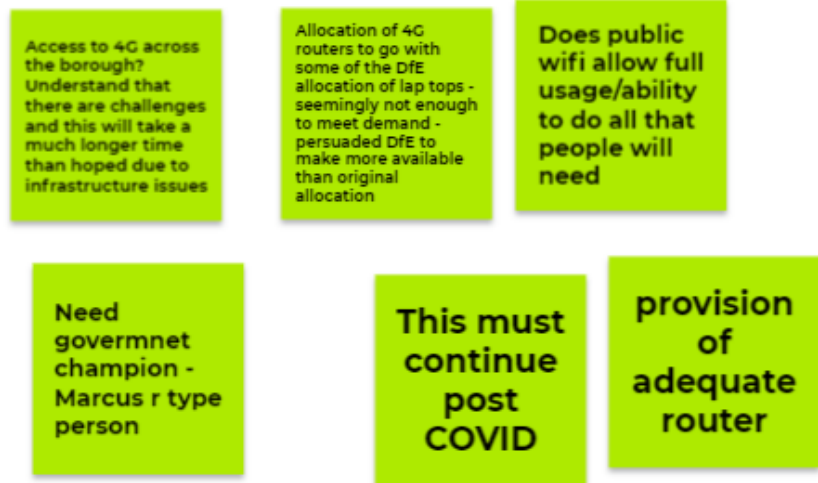 Access to 4G across
the borough?
Understand that
there are challenges
and this will take a
much longer time
than hoped due to
infrastructure issues
Allocation of 4G
routers to go with
some of the DfE
allocation of lap tops -
seemingly not enough
to meet demand -
persuaded DfE to
make more available
than original
allocation
Does public
wifi allow full
usage/ability
to do all that
people will
need
Need
govermnet
champion -
Marcus r type
person
This must
continue
post
COVID
provision
of
adequate
router